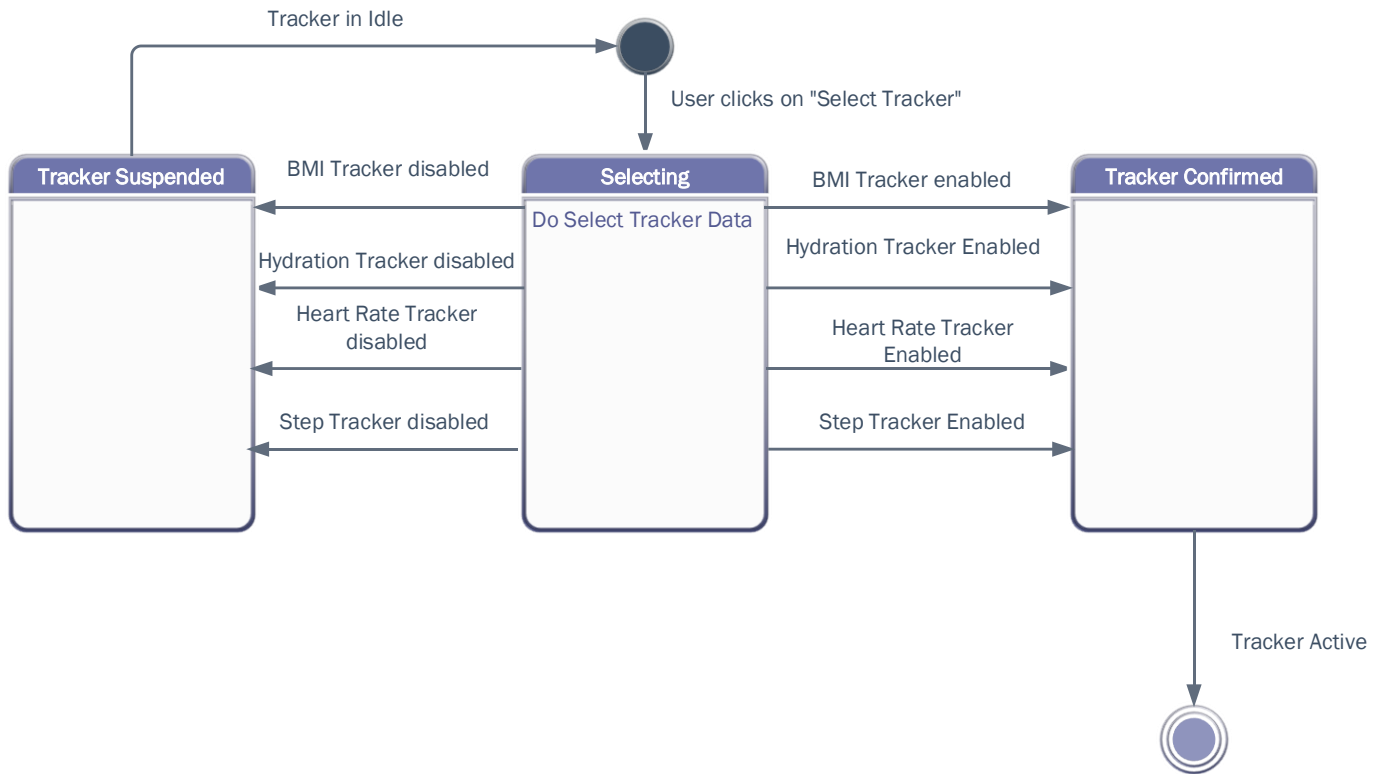 Tracker in Idle
User clicks on "Select Tracker"
Tracker Suspended
BMI Tracker disabled
Selecting
BMI Tracker enabled
Tracker Confirmed
Do Select Tracker Data
Hydration Tracker disabled
Hydration Tracker Enabled
Heart Rate Tracker
disabled
Heart Rate Tracker
Enabled
Step Tracker disabled
Step Tracker Enabled
Tracker Active